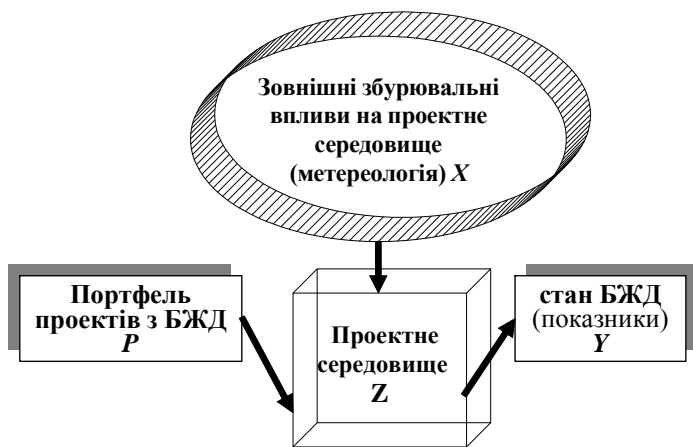 Зовнішні збурювальні
впливи на проектне
середовище
(метереологія) X
Портфель
проектів з БЖД
P
Проектне
середовище
Z
стан БЖД
(показники)
Y